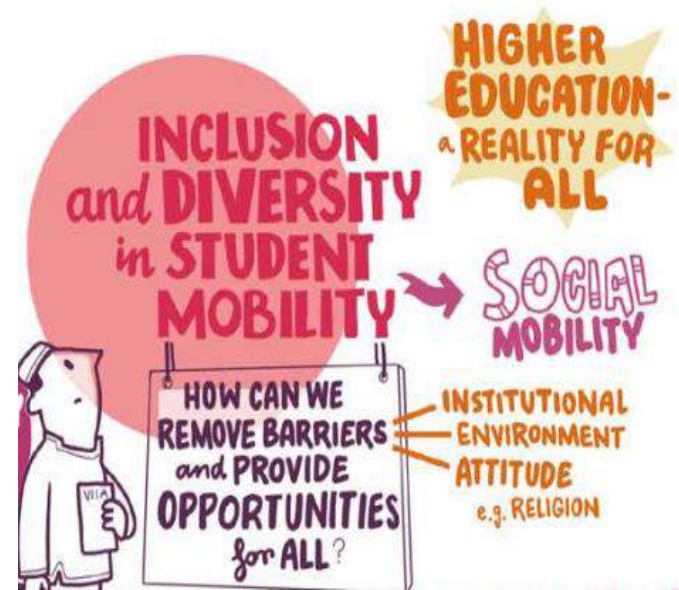 HIGHER
EDUCATION-
a REALITY FOR
ALL
INCLUSION
and DIVERSITY
in STUDENT
MOBILITY
SOCIAL
MOBILITY
HOW CAN WE
REMOVE BARRIERS
and PROVIDE
OPPORTUNITIES
for ALL?
INSTITUTIONAL
ENVIRONMENT
ATTITUDE
e.g. RELIGION
VISA